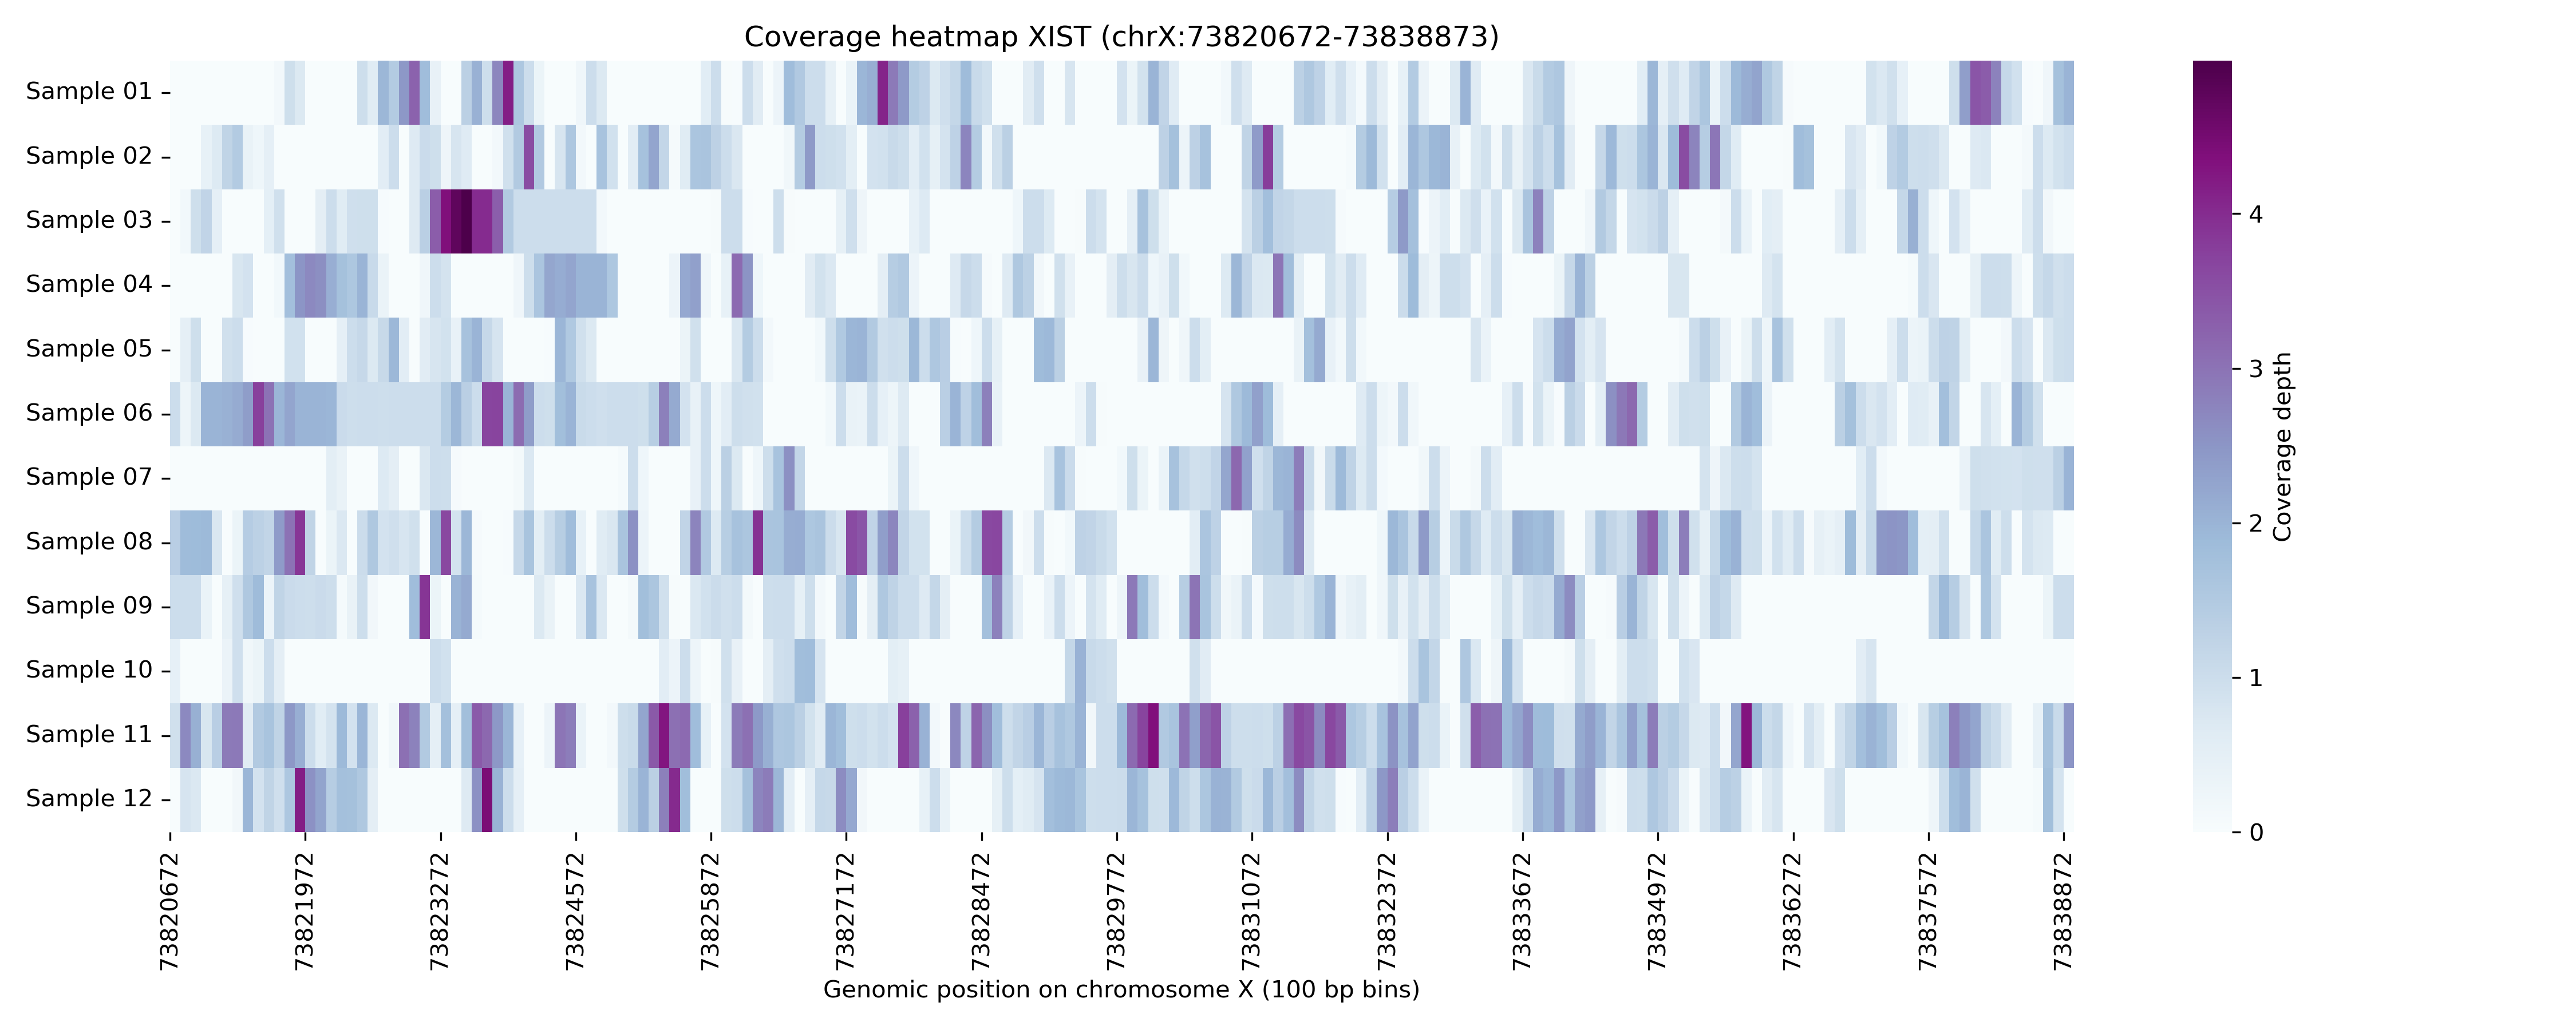 Coverage heatmap XIST (chrX:73820672-73838873)
Sample 01
Sample 02
Sample 03
Sample 04
Sample 05
Sample 06
Sample 07
Sample 08
Sample 09
Sample 10
Sample 11
Sample 12
73820672
73821972
73823272
73824572
73825872
73827172
73828472
73829772
73831072
73832372
73833672
73834972
73836272
73837572
73838872
Genomic position on chromosome X (100 bp bins)
4
3
2
1
0
Coverage depth